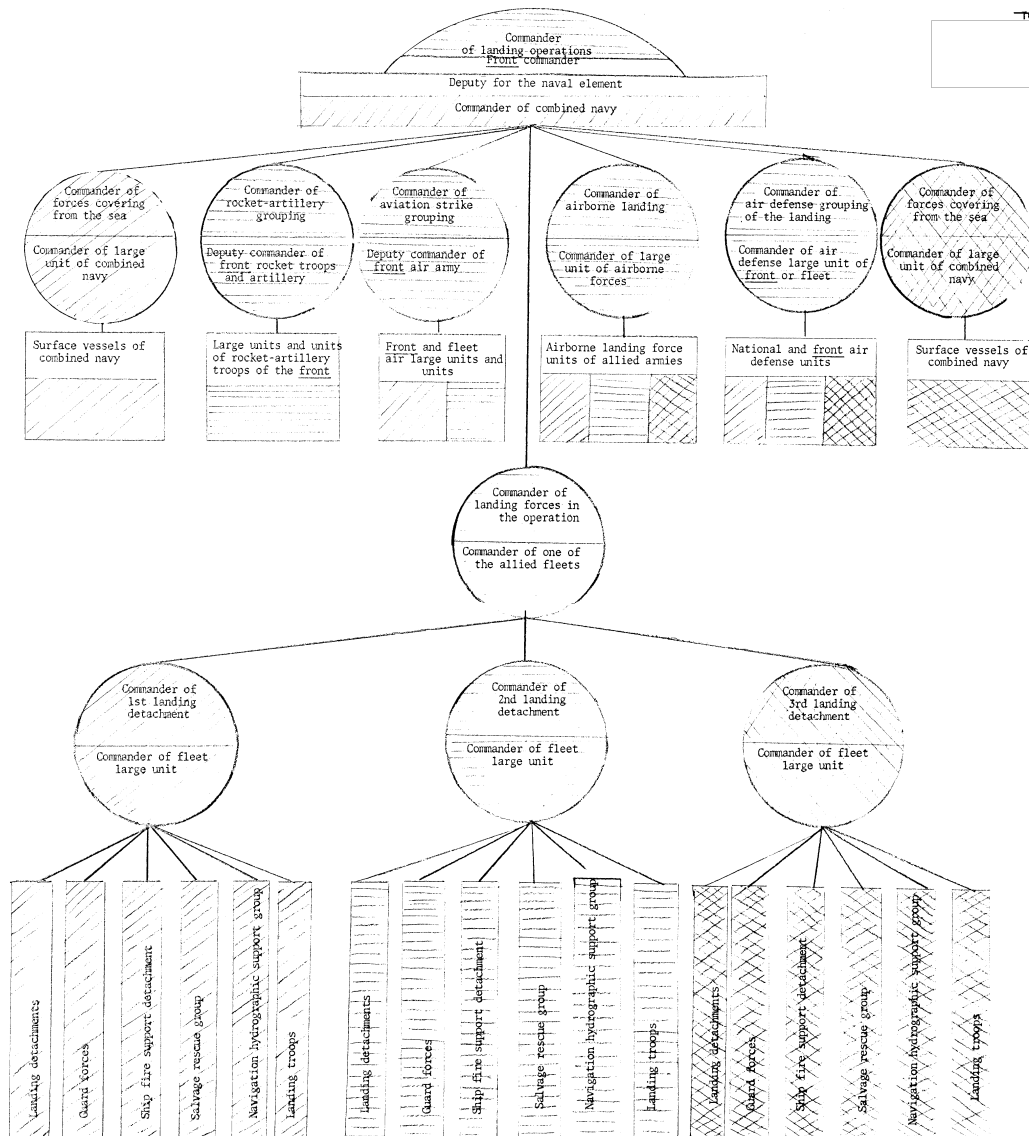 Commander
of landing operations
Front commander
Deputy for the naval element
Commander of combined navy
Commander of
forces covering
from the sea
Commander of large
unit of combined
navy
Surface vessels of
combined navy
Commander of
rocket-artillery
grouping
Deputy commander of
front rocket troops
and artillery
Large units and units
of rocket-artillery
troops of the front
Commander of
aviation strike
grouping
Deputy commander of
front air army
Front and fleet
air large units and
units
Commander of
airborne landing
Commander of large
unit of airborne
forces
Airborne landing force
units of allied armies
Commander of
air defense grouping
of the landing
Commander of air
defense large unit of
front or fleet
National and front air
defense units
Commander of
forces covering
from the sea
Commander of large
unit of combined
navy
Surface vessels of
combined navy
Commander of
landing forces in
the operation
Commander of one of
the allied fleets
Commander of
1st landing
detachment
Commander of fleet
large unit
Commander of
2nd landing
detachment
Commander of fleet
large unit
Commander of
3rd landing
detachment
Commander of fleet
large unit
Landing detachments
Guard forces
Ship fire support detachment
Salvage rescue group
Navigation hydrographic support group
Landing troops
Landing detachments
Guard forces
Ship fire support detachment
Salvage rescue group
Navigation hydrographic support group
Landing troops
Landing detachments
Guard forces
Ship fire support detachment
Salvage rescue group
Navigation hydrographic support group
Landing troops